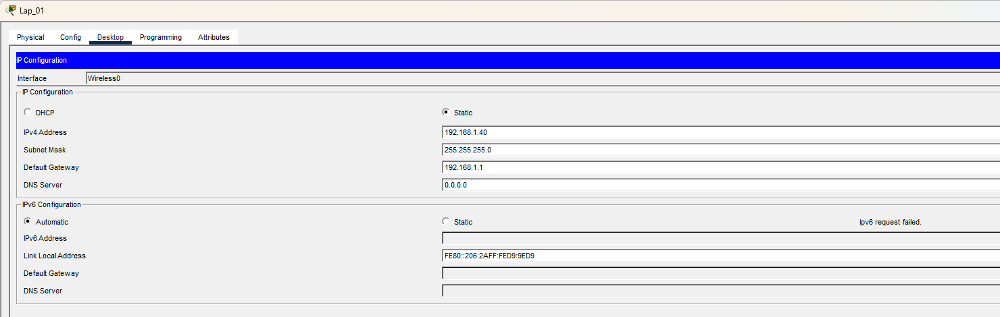 Lap_01
Physical Config Desktop Programming Attributes
IP Configuration
Interface Wireless0
IP Configuration
DHCP Static
IPv4 Address 192.168.1.40
Subnet Mask 255.255.255.0
Default Gateway 192.168.1.1
DNS Server 0.0.0.0
IPv6 Configuration
Automatic Static Ipv6 request failed.
IPv6 Address
Link Local Address FE80::206:2AFF:FED9:9ED9
Default Gateway
DNS Server